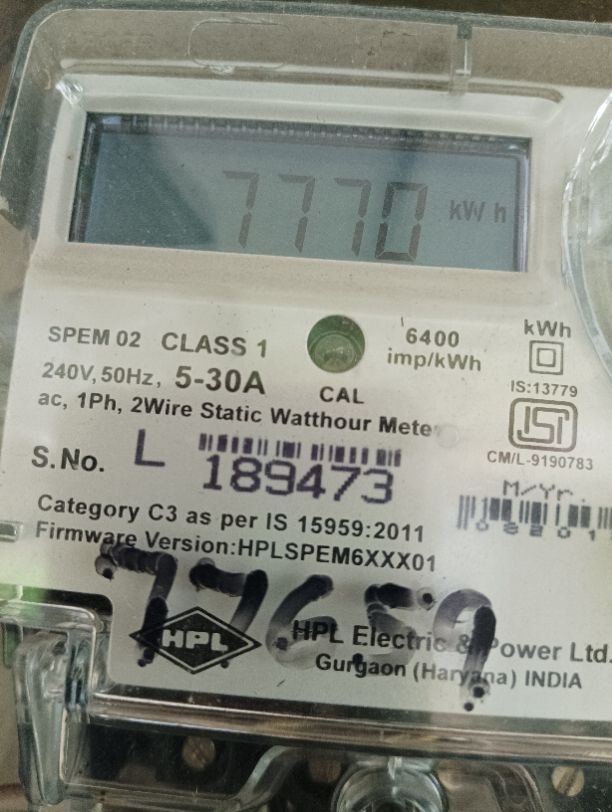 7770 kWh
SPEM 02 CLASS 1
6400
imp/kWh
kWh
240V, 50Hz, 5-30A
CAL
IS:13779
ac, 1Ph, 2Wire Static Watthour Mete
ISI
CM/L-9190783
S.No. L 189473
M/Yr.
Category C3 as per IS 15959:2011
Firmware Version:HPLSPEM6XXX01
HPL
HPL Electric & Power Ltd.
Gurgaon (Haryana) INDIA